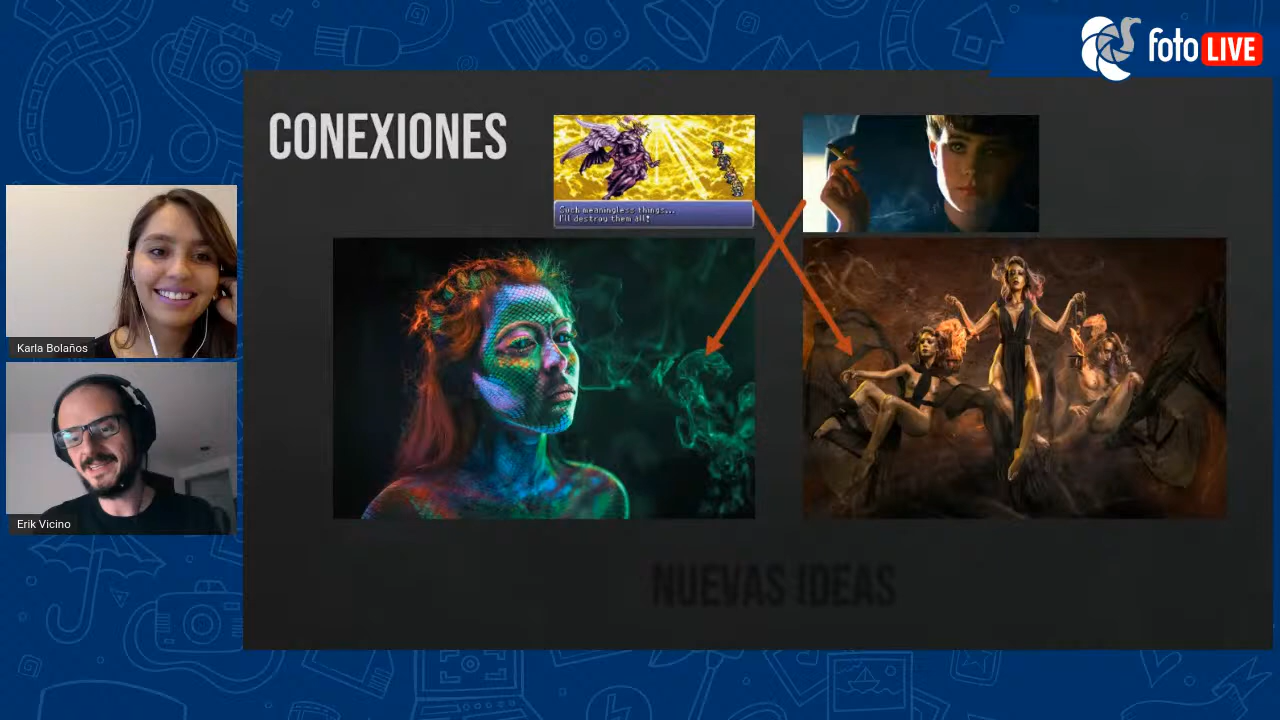 foto LIVE
CONEXIONES
Such meaningless things...
I'll destroy them all!
Karla Bolaños
Erik Vicino
NUEVAS IDEAS